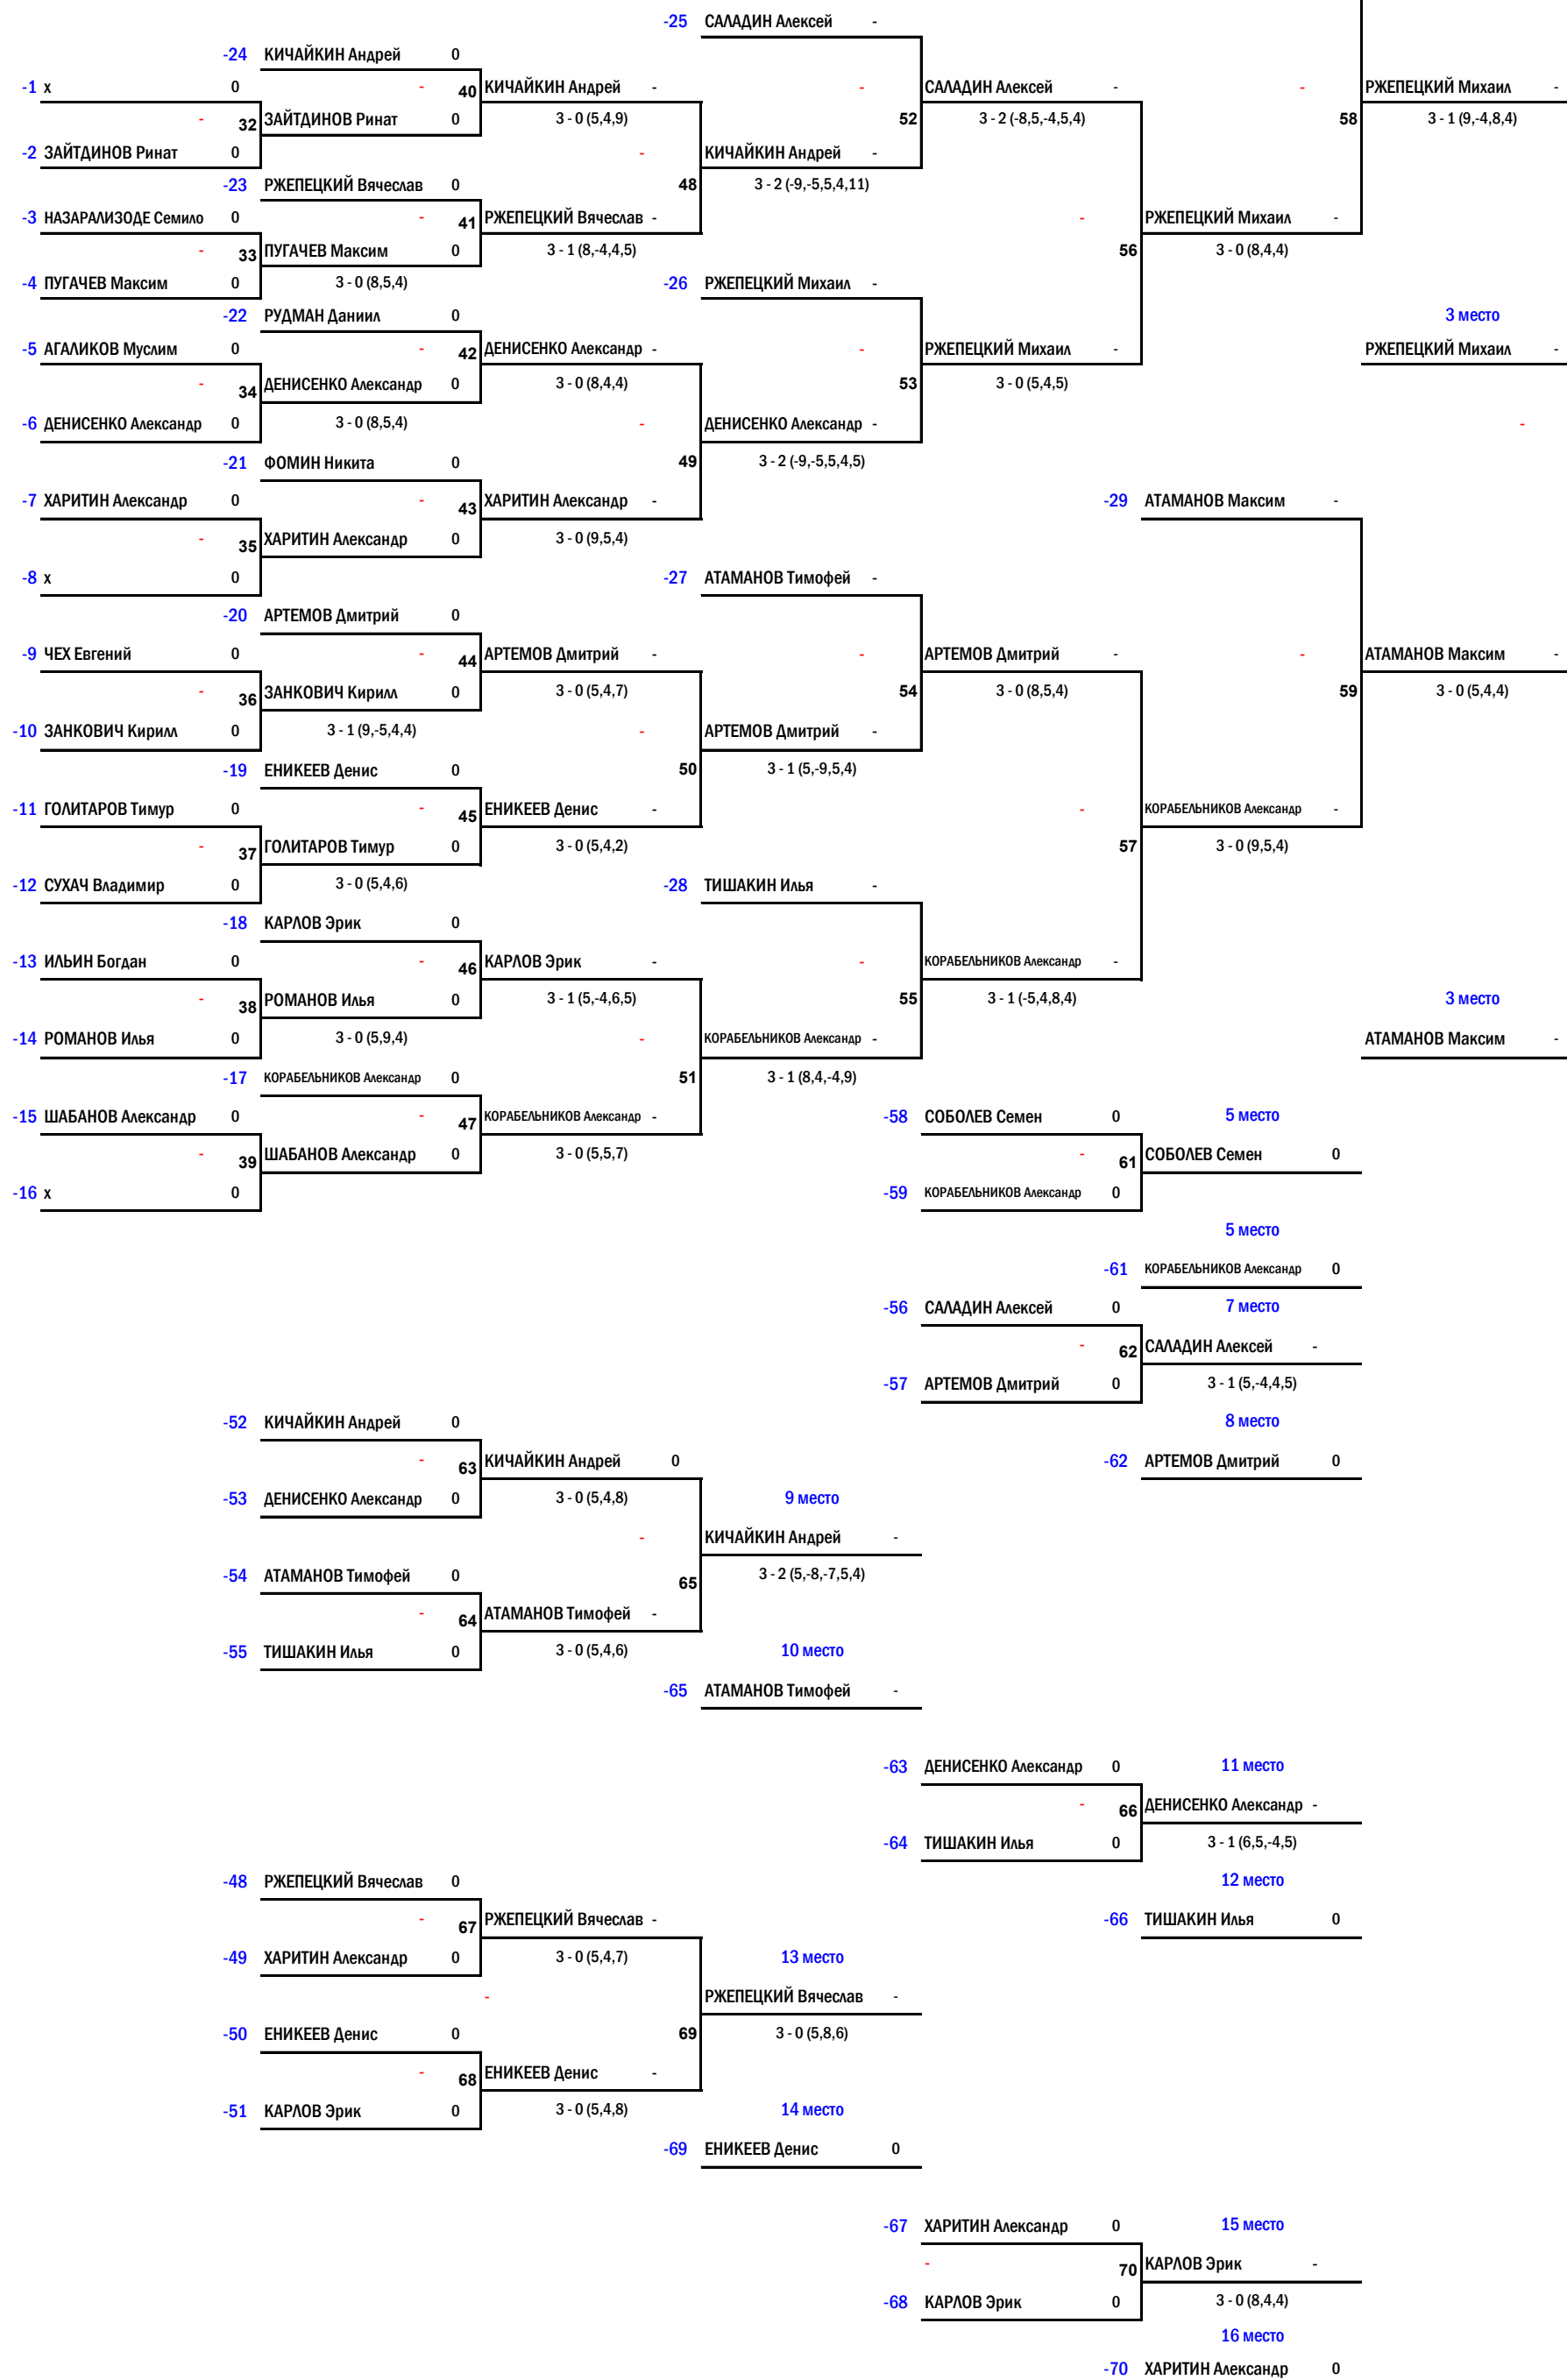 -25 САЛАДИН Алексей -
-24 КИЧАЙКИН Андрей 0
-1 х 0 - 40 КИЧАЙКИН Андрей - - САЛАДИН Алексей - - РЖЕПЕЦКИЙ Михаил -
- 32 ЗАЙТДИНОВ Ринат 0 3 - 0 (5,4,9) 52 3 - 2 (-8,5,-4,5,4) 58 3 - 1 (9,-4,8,4)
-2 ЗАЙТДИНОВ Ринат 0 - КИЧАЙКИН Андрей -
-23 РЖЕПЕЦКИЙ Вячеслав 0 48 3 - 2 (-9,-5,5,4,11)
-3 НАЗАРАЛИЗОДЕ Семило 0 - 41 РЖЕПЕЦКИЙ Вячеслав - - РЖЕПЕЦКИЙ Михаил -
- 33 ПУГАЧЕВ Максим 0 3 - 1 (8,-4,4,5) 56 3 - 0 (8,4,4)
-4 ПУГАЧЕВ Максим 0 3 - 0 (8,5,4) -26 РЖЕПЕЦКИЙ Михаил -
-22 РУДМАН Даниил 0 3 место
-5 АГАЛИКОВ Муслим 0 - 42 ДЕНИСЕНКО Александр - - РЖЕПЕЦКИЙ Михаил - РЖЕПЕЦКИЙ Михаил -
- 34 ДЕНИСЕНКО Александр 0 3 - 0 (8,4,4) 53 3 - 0 (5,4,5)
-6 ДЕНИСЕНКО Александр 0 3 - 0 (8,5,4) - ДЕНИСЕНКО Александр - -
-21 ФОМИН Никита 0 49 3 - 2 (-9,-5,5,4,5)
-7 ХАРИТИН Александр 0 - 43 ХАРИТИН Александр - -29 АТАМАНОВ Максим -
- 35 ХАРИТИН Александр 0 3 - 0 (9,5,4)
-8 х 0 -27 АТАМАНОВ Тимофей -
-20 АРТЕМОВ Дмитрий 0
-9 ЧЕХ Евгений 0 - 44 АРТЕМОВ Дмитрий - - АРТЕМОВ Дмитрий - - АТАМАНОВ Максим -
- 36 ЗАНКОВИЧ Кирилл 0 3 - 0 (5,4,7) 54 3 - 0 (8,5,4) 59 3 - 0 (5,4,4)
-10 ЗАНКОВИЧ Кирилл 0 3 - 1 (9,-5,4,4) - АРТЕМОВ Дмитрий -
-19 ЕНИКЕЕВ Денис 0 50 3 - 1 (5,-9,5,4)
-11 ГОЛИТАРОВ Тимур 0 - 45 ЕНИКЕЕВ Денис - - КОРАБЕЛЬНИКОВ Александр -
- 37 ГОЛИТАРОВ Тимур 0 3 - 0 (5,4,2) 57 3 - 0 (9,5,4)
-12 СУХАЧ Владимир 0 3 - 0 (5,4,6) -28 ТИШАКИН Илья -
-18 КАРЛОВ Эрик 0
-13 ИЛЬИН Богдан 0 - 46 КАРЛОВ Эрик - - КОРАБЕЛЬНИКОВ Александр -
- 38 РОМАНОВ Илья 0 3 - 1 (5,-4,6,5) 55 3 - 1 (-5,4,8,4) 3 место
-14 РОМАНОВ Илья 0 3 - 0 (5,9,4) - КОРАБЕЛЬНИКОВ Александр - АТАМАНОВ Максим -
-17 КОРАБЕЛЬНИКОВ Александр 0 51 3 - 1 (8,4,-4,9)
-15 ШАБАНОВ Александр 0 - 47 КОРАБЕЛЬНИКОВ Александр - -58 СОБОЛЕВ Семен 0 5 место
- 39 ШАБАНОВ Александр 0 3 - 0 (5,5,7) - 61 СОБОЛЕВ Семен 0
-16 х 0 -59 КОРАБЕЛЬНИКОВ Александр 0
5 место
-61 КОРАБЕЛЬНИКОВ Александр 0
-56 САЛАДИН Алексей 0 7 место
- 62 САЛАДИН Алексей -
-57 АРТЕМОВ Дмитрий 0 3 - 1 (5,-4,4,5)
-52 КИЧАЙКИН Андрей 0 8 место
- 63 КИЧАЙКИН Андрей 0 -62 АРТЕМОВ Дмитрий 0
-53 ДЕНИСЕНКО Александр 0 3 - 0 (5,4,8) 9 место
- КИЧАЙКИН Андрей -
-54 АТАМАНОВ Тимофей 0 65 3 - 2 (5,-8,-7,5,4)
- 64 АТАМАНОВ Тимофей -
-55 ТИШАКИН Илья 0 3 - 0 (5,4,6) 10 место
-65 АТАМАНОВ Тимофей -
-63 ДЕНИСЕНКО Александр 0 11 место
- 66 ДЕНИСЕНКО Александр -
-64 ТИШАКИН Илья 0 3 - 1 (6,5,-4,5)
-48 РЖЕПЕЦКИЙ Вячеслав 0 12 место
- 67 РЖЕПЕЦКИЙ Вячеслав - -66 ТИШАКИН Илья 0
-49 ХАРИТИН Александр 0 3 - 0 (5,4,7) 13 место
- РЖЕПЕЦКИЙ Вячеслав -
-50 ЕНИКЕЕВ Денис 0 69 3 - 0 (5,8,6)
- 68 ЕНИКЕЕВ Денис -
-51 КАРЛОВ Эрик 0 3 - 0 (5,4,8) 14 место
-69 ЕНИКЕЕВ Денис 0
-67 ХАРИТИН Александр 0 15 место
- 70 КАРЛОВ Эрик -
-68 КАРЛОВ Эрик 0 3 - 0 (8,4,4)
16 место
-70 ХАРИТИН Александр 0